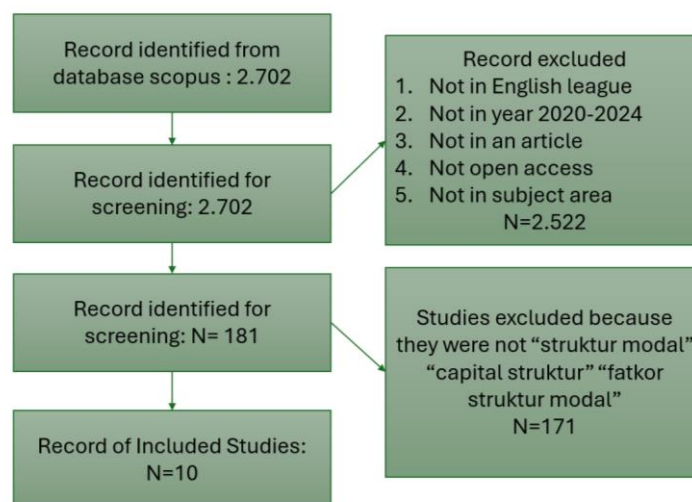 Record identified from
database scopus : 2.702
Record identified for
screening: 2.702
Record identified for
screening: N= 181
Record of Included Studies:
N=10
Record excluded
1. Not in English league
2. Not in year 2020-2024
3. Not in an article
4. Not open access
5. Not in subject area
N=2.522
Studies excluded because
they were not “struktur modal”
“capital struktur” “fatkor
struktur modal”
N=171